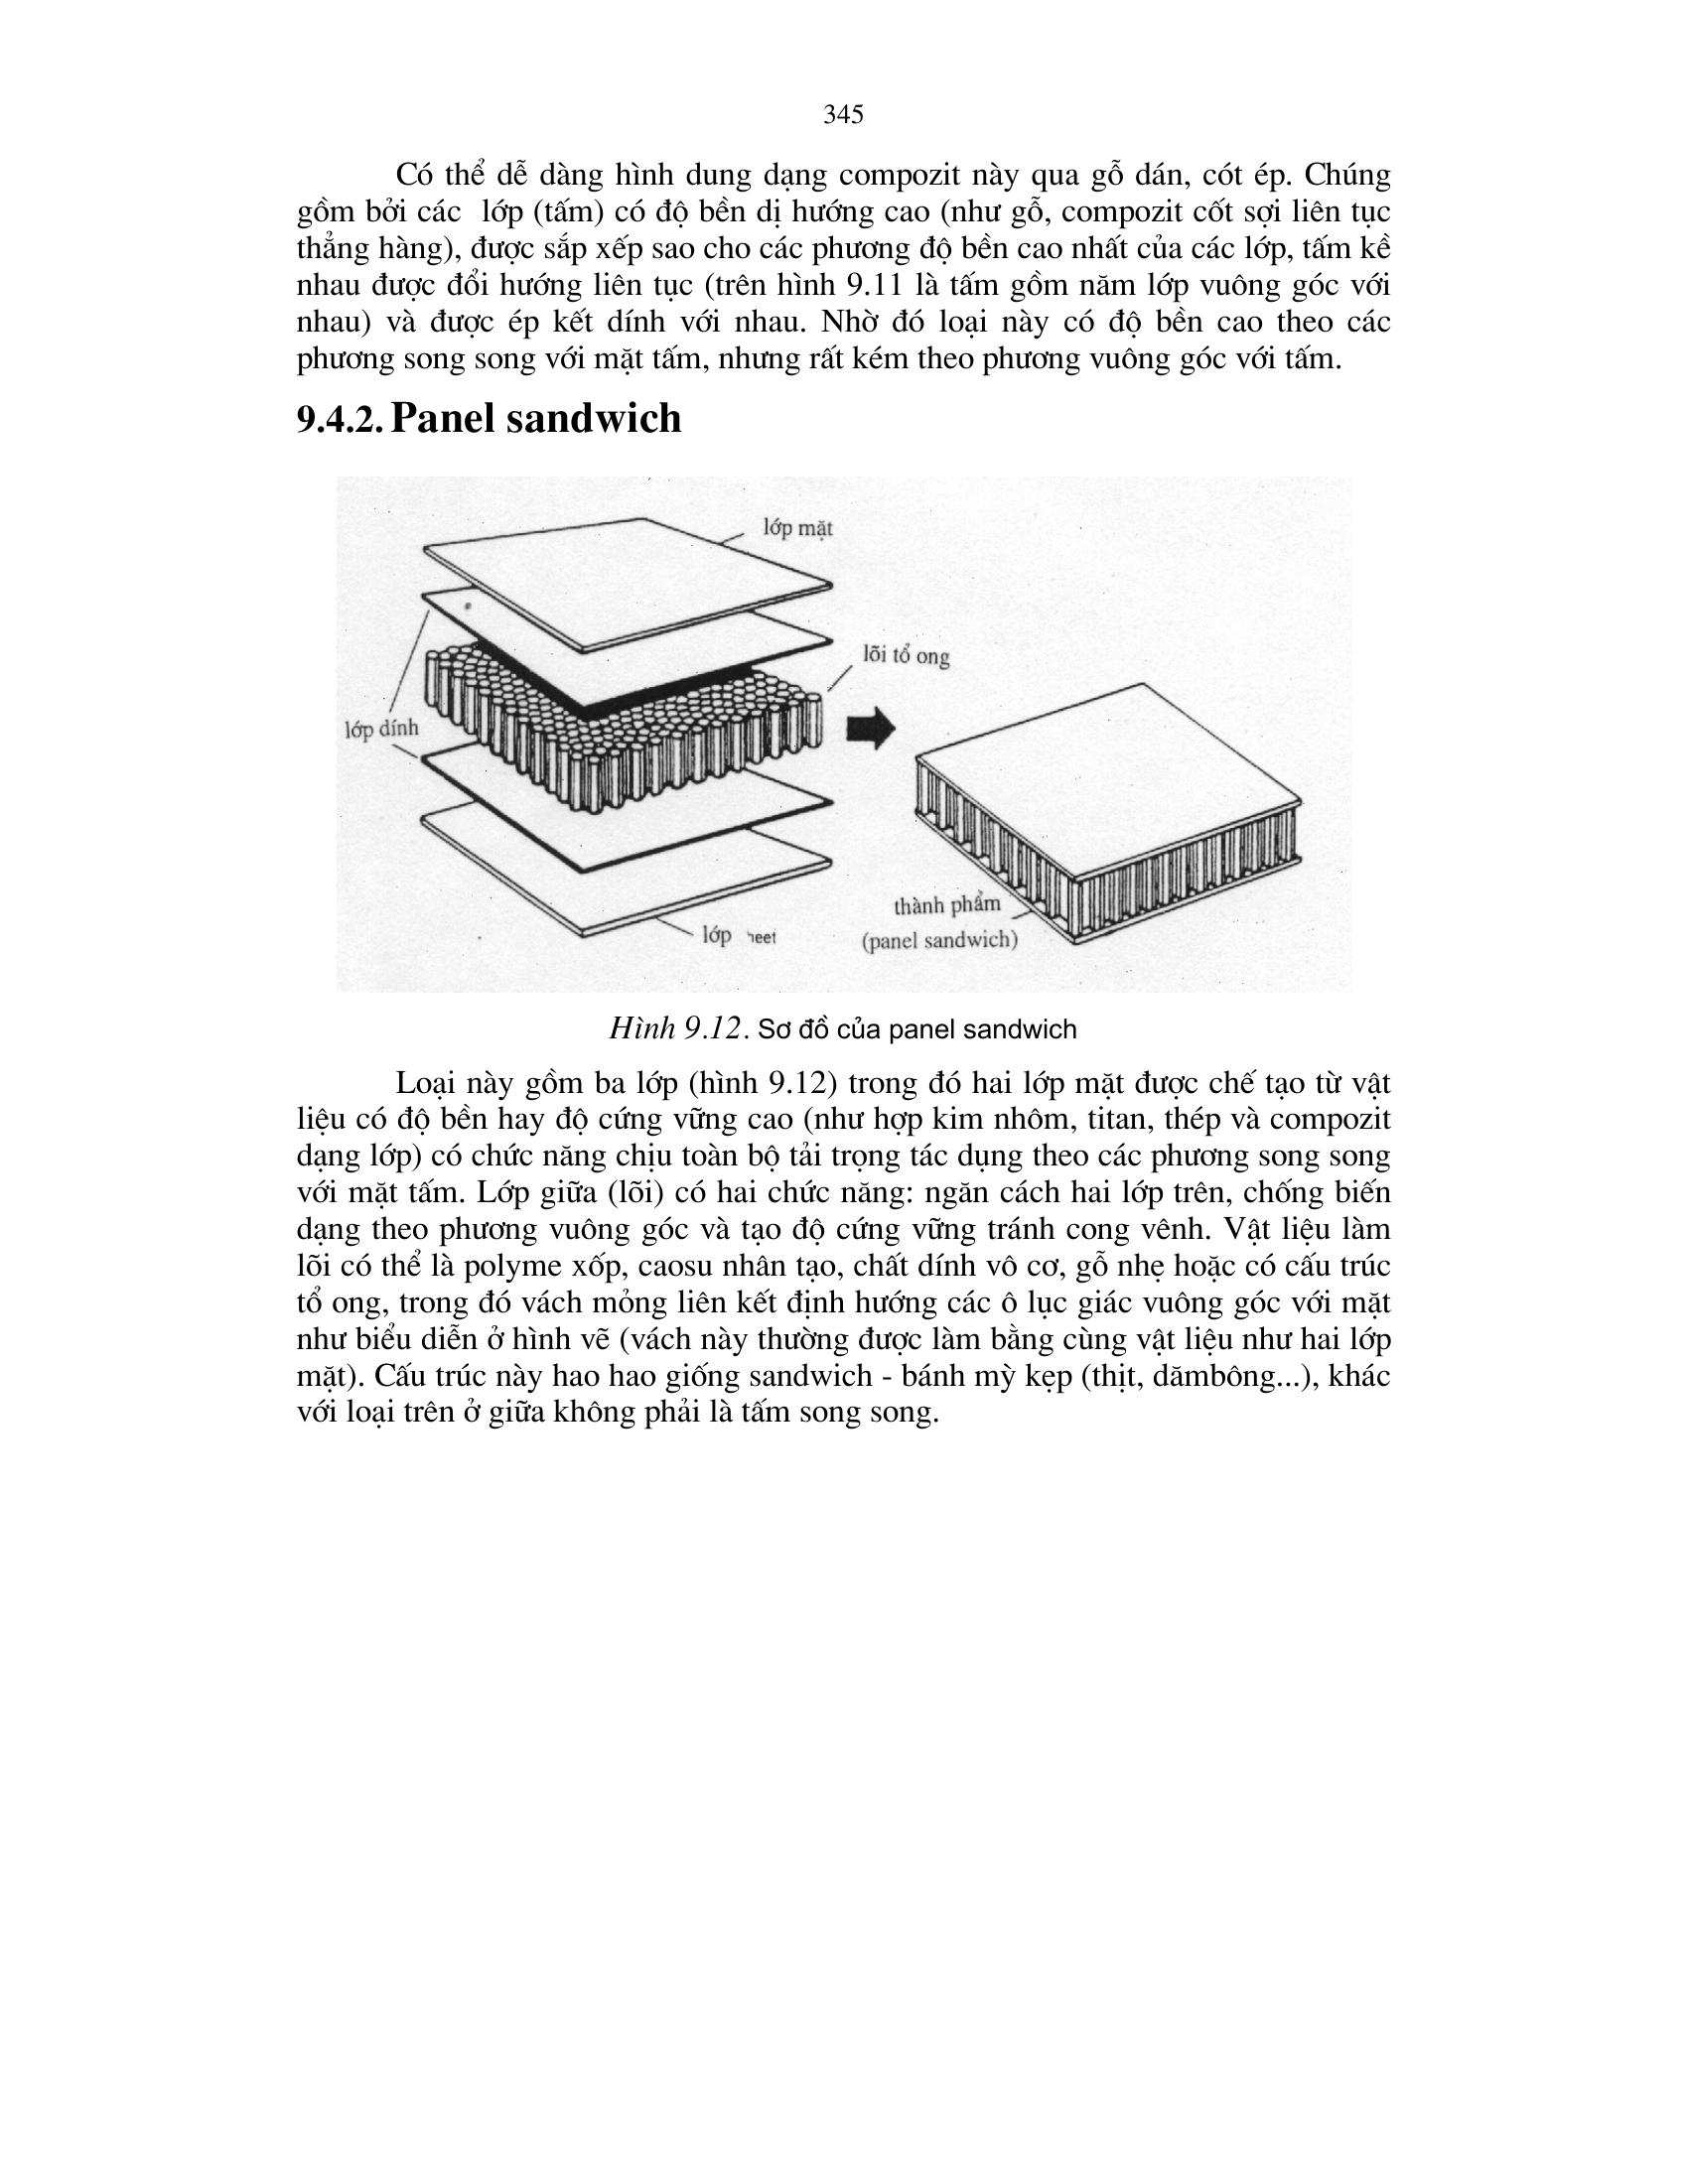 345
Có thể dễ dàng hình dung dạng compozit này qua gỗ dán, cót ép. Chúng
gồm bởi các lớp (tấm) có độ bền dị hướng cao (như gỗ, compozit cốt sợi liên tục
thẳng hàng), được sắp xếp sao cho các phương độ bền cao nhất của các lớp, tấm kề
nhau được đổi hướng liên tục (trên hình 9.11 là tấm gồm năm lớp vuông góc với
nhau) và được ép kết dính với nhau. Nhờ đó loại này có độ bền cao theo các
phương song song với mặt tấm, nhưng rất kém theo phương vuông góc với tấm.
9.4.2. Panel sandwich
lớp mặt
lõi tổ ong
lớp dính
thành phẩm
(panel sandwich)
lớp heet
Hình 9.12. Sơ đồ của panel sandwich
Loại này gồm ba lớp (hình 9.12) trong đó hai lớp mặt được chế tạo từ vật
liệu có độ bền hay độ cứng vững cao (như hợp kim nhôm, titan, thép và compozit
dạng lớp) có chức năng chịu toàn bộ tải trọng tác dụng theo các phương song song
với mặt tấm. Lớp giữa (lõi) có hai chức năng: ngăn cách hai lớp trên, chống biến
dạng theo phương vuông góc và tạo độ cứng vững tránh cong vênh. Vật liệu làm
lõi có thể là polyme xốp, caosu nhân tạo, chất dính vô cơ, gỗ nhẹ hoặc có cấu trúc
tổ ong, trong đó vách mỏng liên kết định hướng các ô lục giác vuông góc với mặt
như biểu diễn ở hình vẽ (vách này thường được làm bằng cùng vật liệu như hai lớp
mặt). Cấu trúc này hao hao giống sandwich - bánh mỳ kẹp (thịt, dămbông...), khác
với loại trên ở giữa không phải là tấm song song.